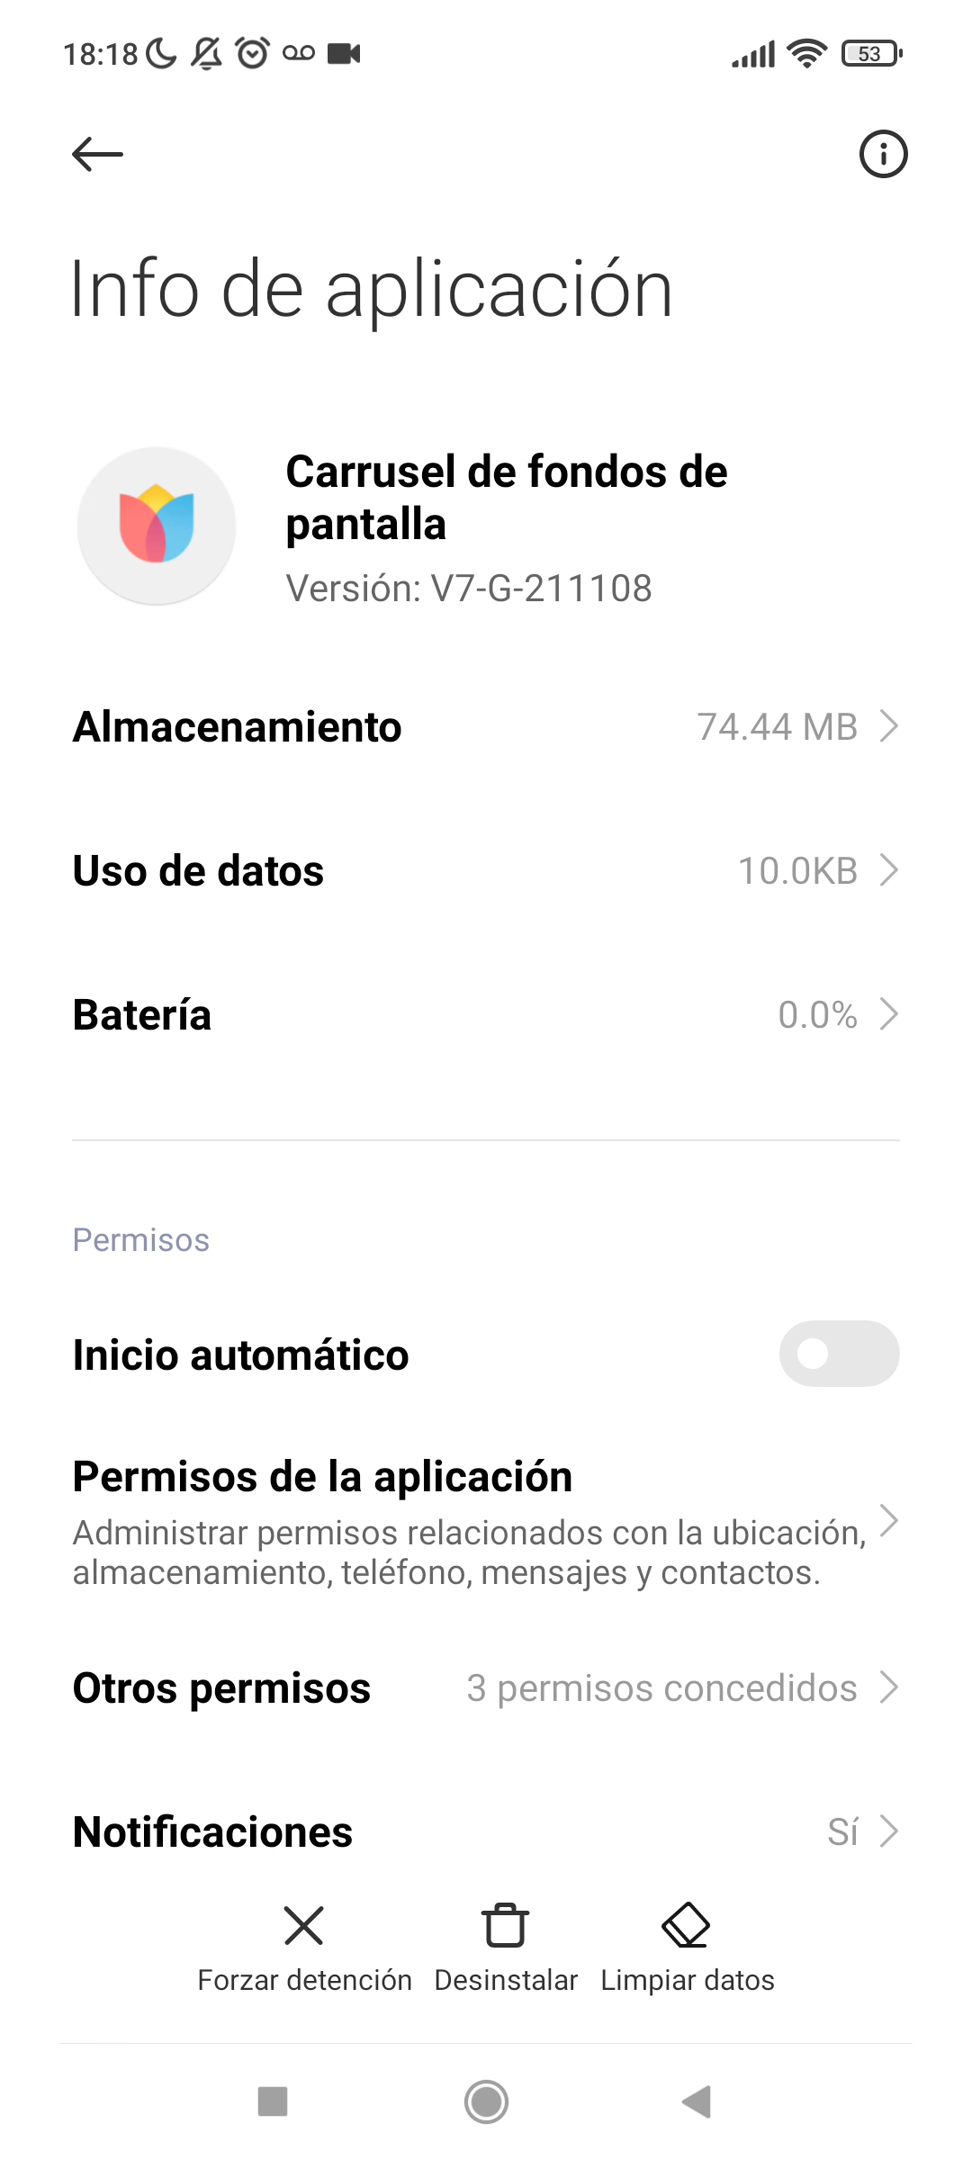 18:18
53
Info de aplicación
Carrusel de fondos de
pantalla
Versión: V7-G-211108
Almacenamiento 74.44 MB
Uso de datos 10.0KB
Batería 0.0%
Permisos
Inicio automático
Permisos de la aplicación
Administrar permisos relacionados con la ubicación,
almacenamiento, teléfono, mensajes y contactos.
Otros permisos 3 permisos concedidos
Notificaciones Sí
Forzar detención Desinstalar Limpiar datos